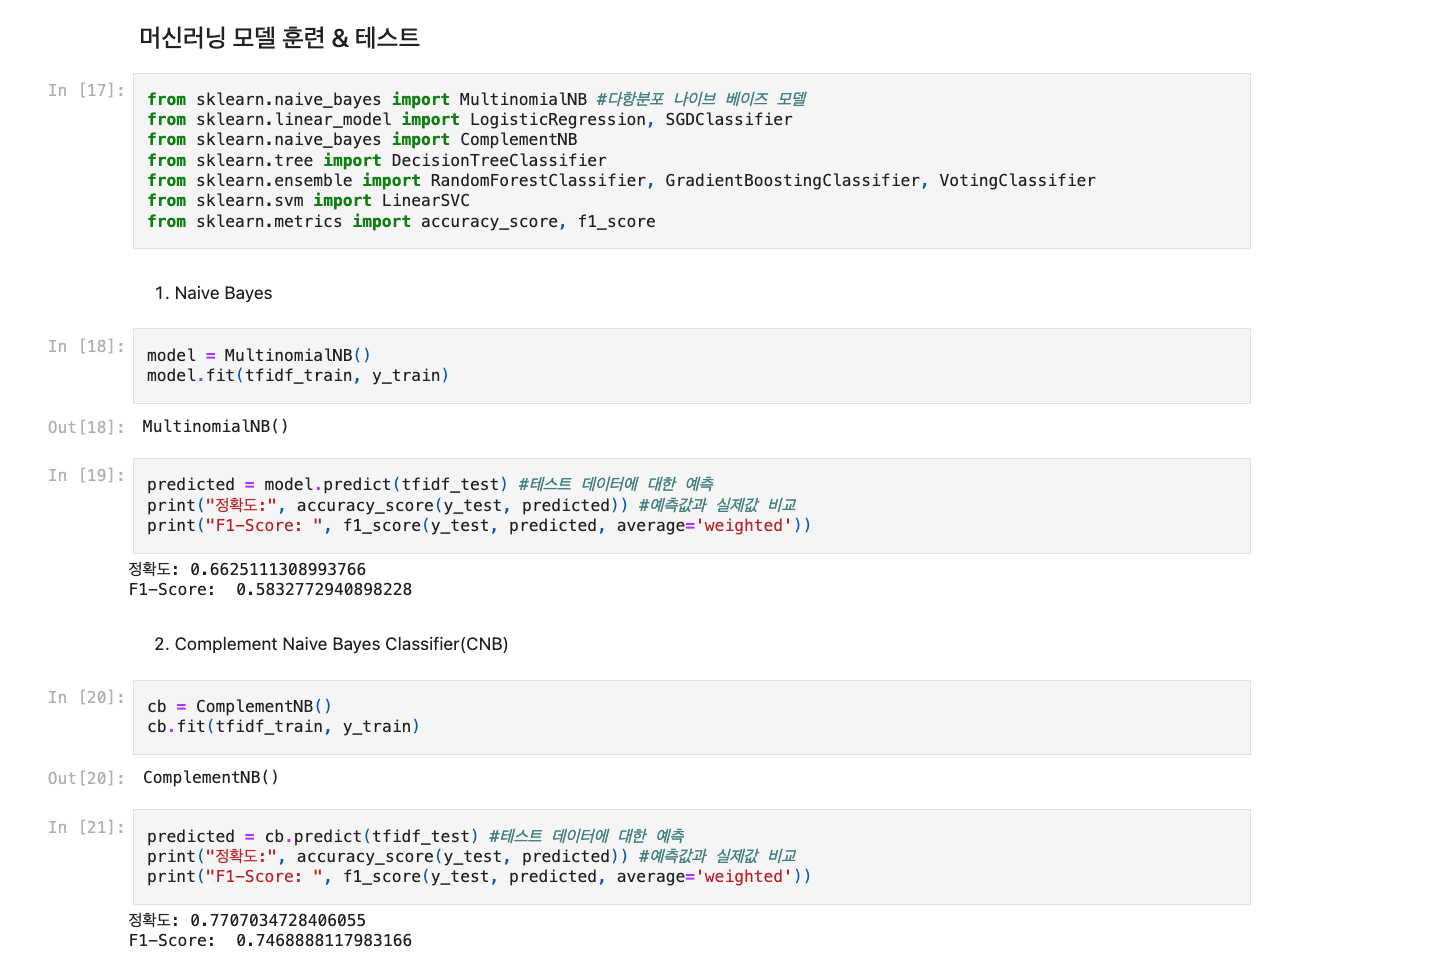 머신러닝 모델 훈련 & 테스트
In [17]:
from sklearn.naive_bayes import MultinomialNB #다항분포 나이브 베이즈 모델
from sklearn.linear_model import LogisticRegression, SGDClassifier
from sklearn.naive_bayes import ComplementNB
from sklearn.tree import DecisionTreeClassifier
from sklearn.ensemble import RandomForestClassifier, GradientBoostingClassifier, VotingClassifier
from sklearn.svm import LinearSVC
from sklearn.metrics import accuracy_score, f1_score
1. Naive Bayes
In [18]:
model = MultinomialNB()
model.fit(tfidf_train, y_train)
Out[18]: MultinomialNB()
In [19]:
predicted = model.predict(tfidf_test) #테스트 데이터에 대한 예측
print("정확도:", accuracy_score(y_test, predicted)) #예측값과 실제값 비교
print("F1-Score: ", f1_score(y_test, predicted, average='weighted'))
정확도: 0.6625111308993766
F1-Score:  0.5832772940898228
2. Complement Naive Bayes Classifier(CNB)
In [20]:
cb = ComplementNB()
cb.fit(tfidf_train, y_train)
Out[20]: ComplementNB()
In [21]:
predicted = cb.predict(tfidf_test) #테스트 데이터에 대한 예측
print("정확도:", accuracy_score(y_test, predicted)) #예측값과 실제값 비교
print("F1-Score: ", f1_score(y_test, predicted, average='weighted'))
정확도: 0.7707034728406055
F1-Score:  0.7468888117983166